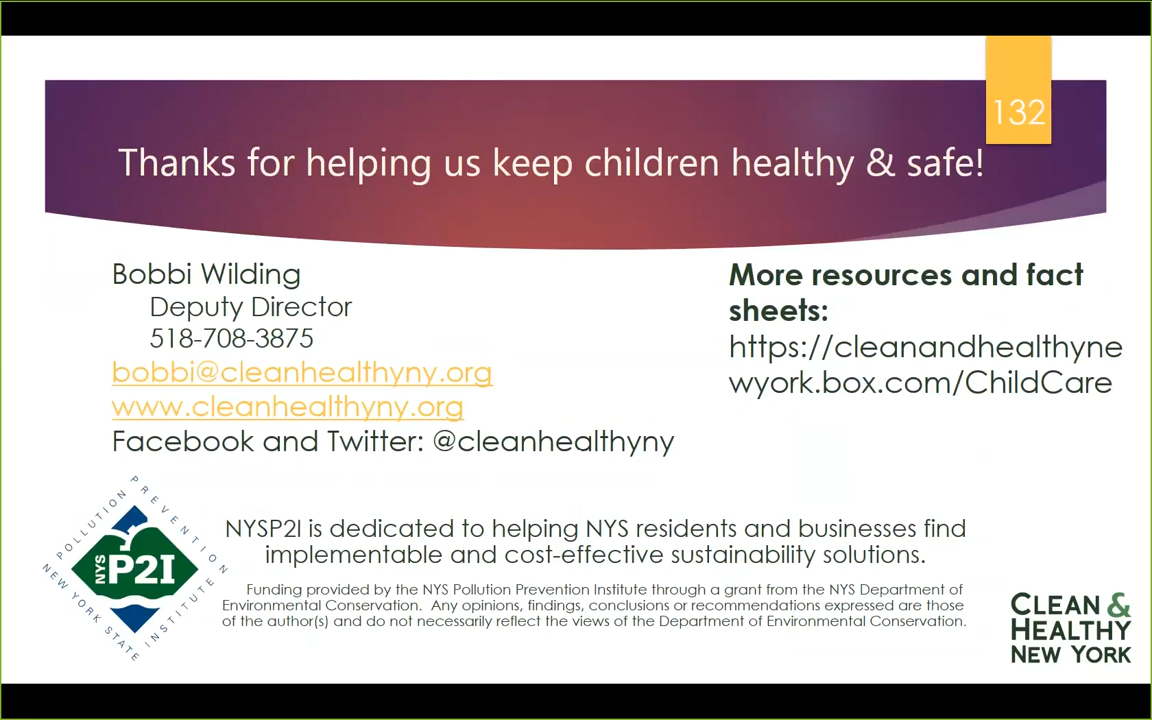 132
Thanks for helping us keep children healthy & safe!
Bobbi Wilding
Deputy Director
518-708-3875
bobbi@cleanhealthyny.org
www.cleanhealthyny.org
Facebook and Twitter: @cleanhealthyny
More resources and fact
sheets:
https://cleanandhealthyne
wyork.box.com/ChildCare
POLLUTION PREVENTION
NEW YORK STATE INSTITUTE
NYS P2I
NYSP2I is dedicated to helping NYS residents and businesses find
implementable and cost-effective sustainability solutions.
Funding provided by the NYS Pollution Prevention Institute through a grant from the NYS Department of
Environmental Conservation. Any opinions, findings, conclusions or recommendations expressed are those
of the author(s) and do not necessarily reflect the views of the Department of Environmental Conservation.
CLEAN &
HEALTHY
NEW YORK